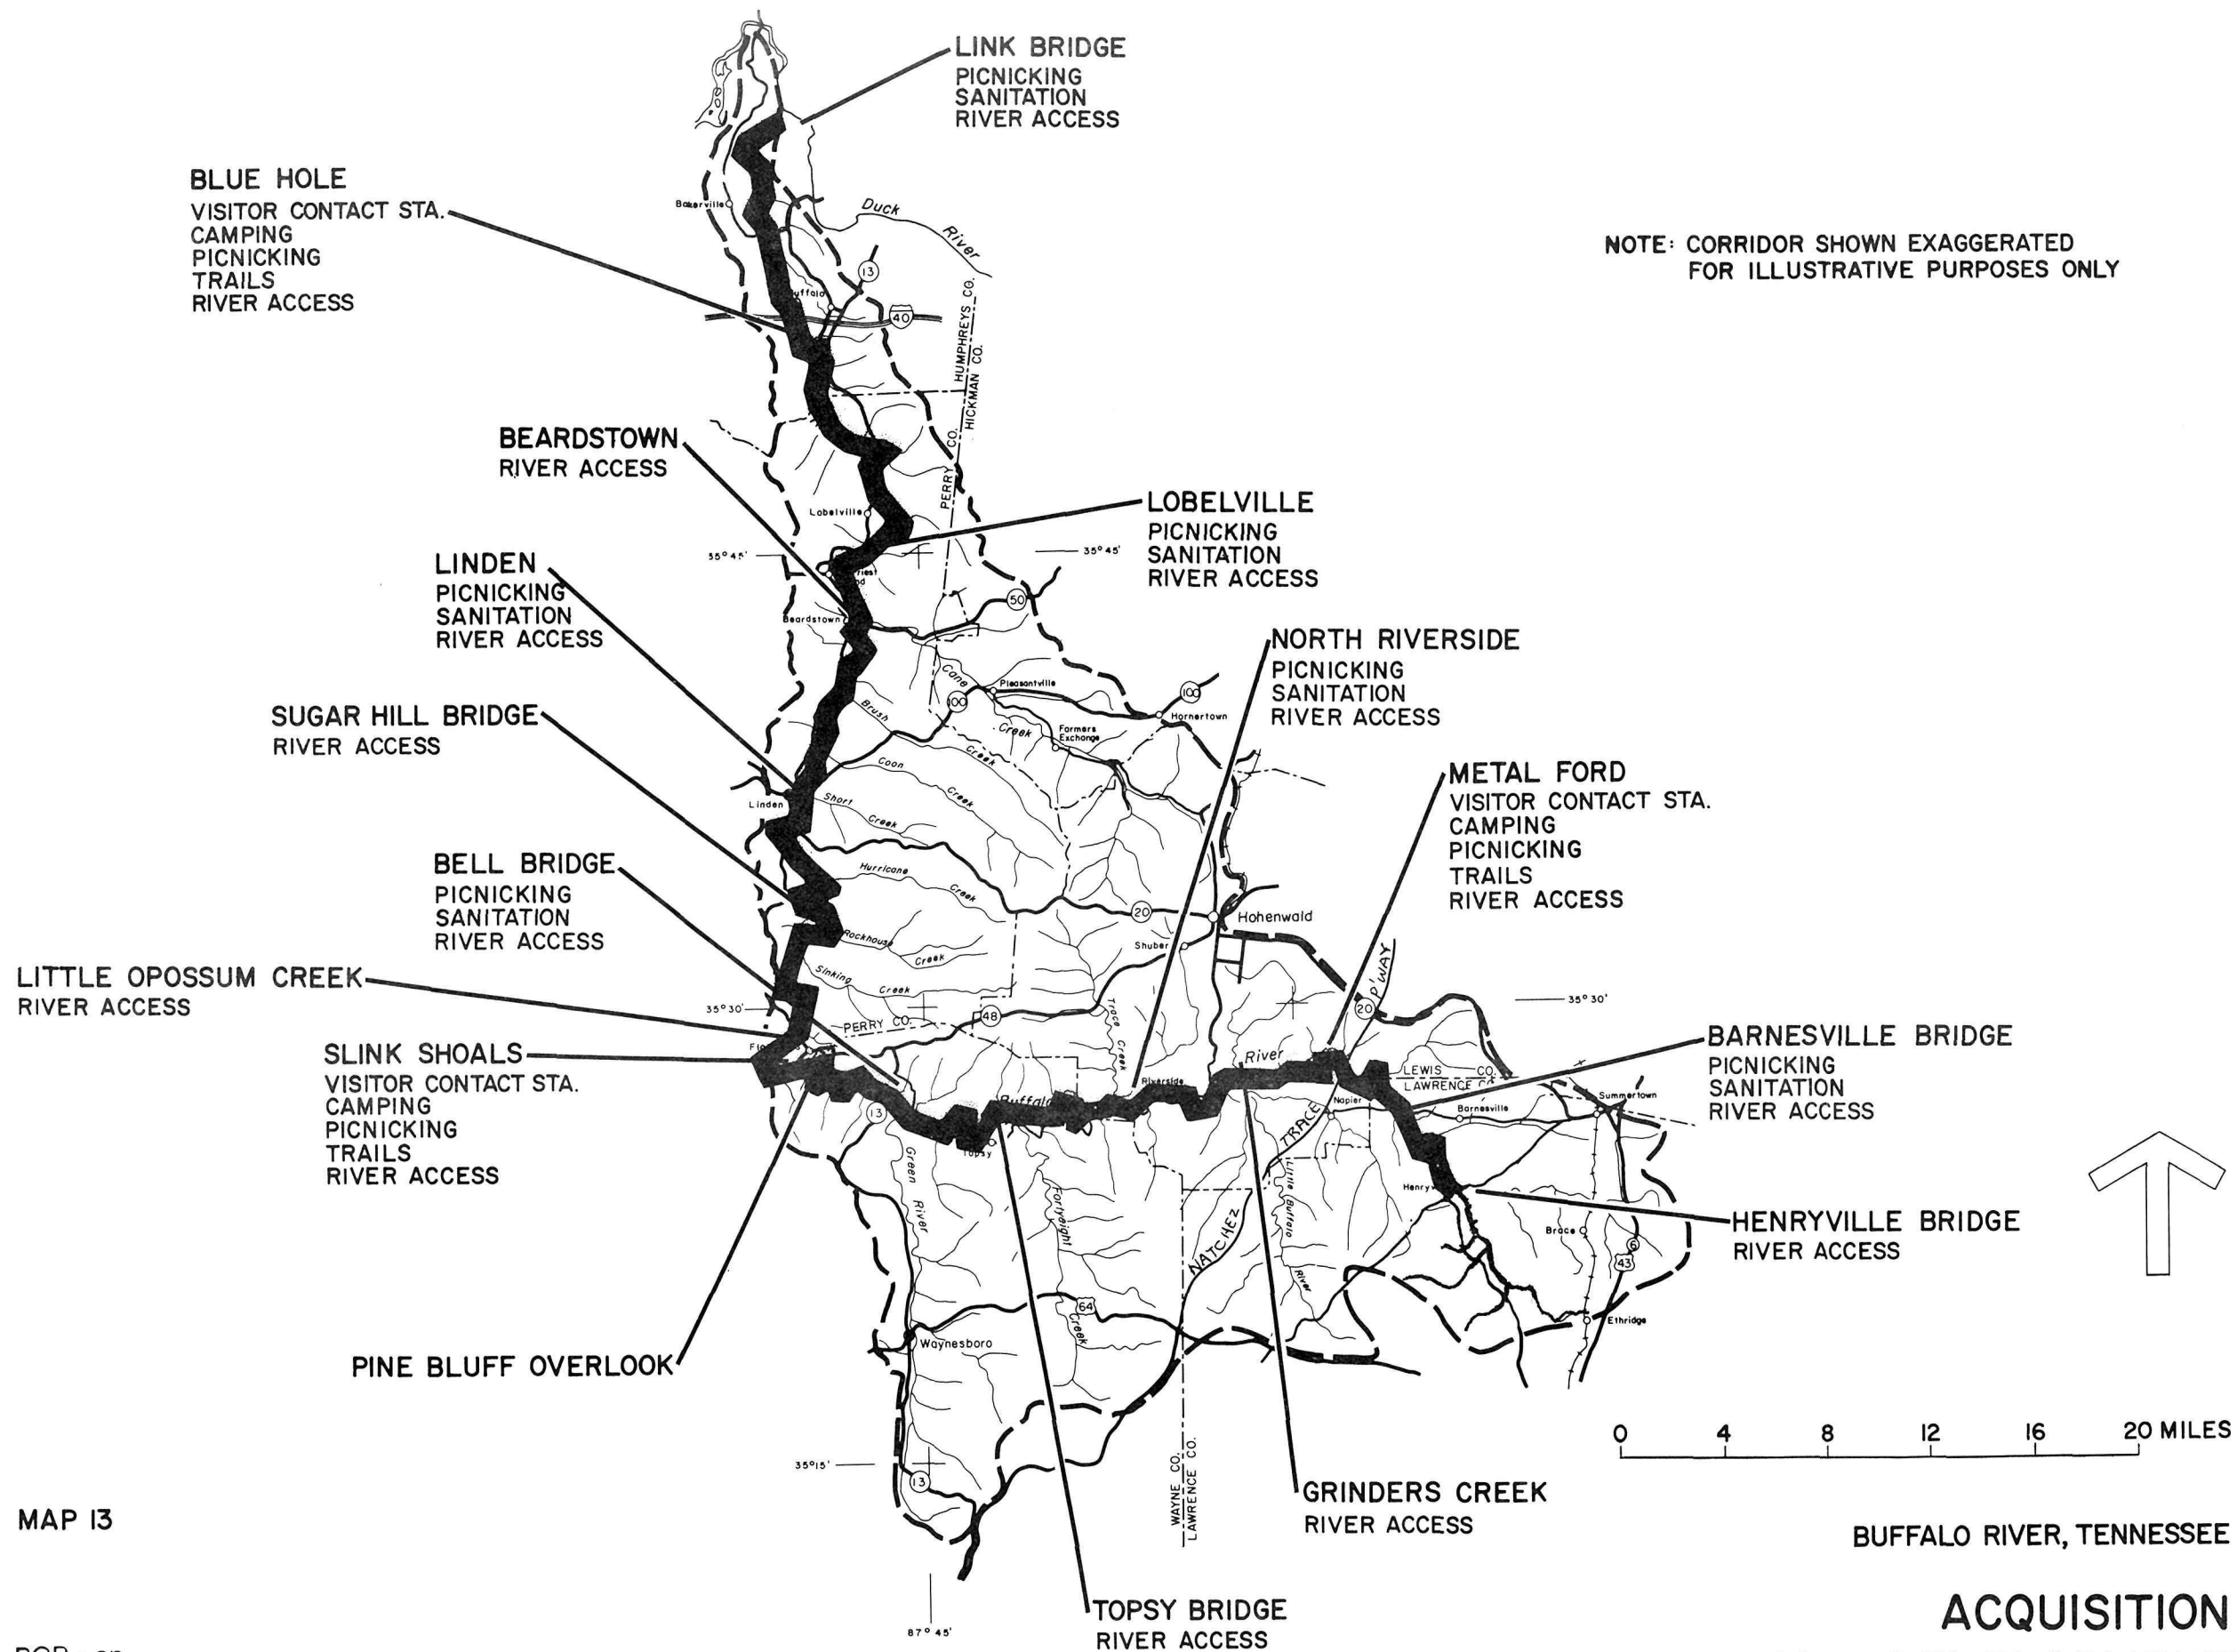 LINK BRIDGE
PICNICKING
SANITATION
RIVER ACCESS
BLUE HOLE
VISITOR CONTACT STA.
CAMPING
PICNICKING
TRAILS
RIVER ACCESS
NOTE: CORRIDOR SHOWN EXAGGERATED
FOR ILLUSTRATIVE PURPOSES ONLY
Bakerville
Duck
River
13
40
HUMPHREYS CO.
HICKMAN CO.
PERRY CO.
BEARDSTOWN
RIVER ACCESS
LOBELVILLE
PICNICKING
SANITATION
RIVER ACCESS
Lobelville
35°45'
35°45'
LINDEN
PICNICKING
SANITATION
RIVER ACCESS
50
Beardstown
NORTH RIVERSIDE
PICNICKING
SANITATION
RIVER ACCESS
Cane
Creek
Pleasantville
100
100
Hornertown
Farmers
Exchange
SUGAR HILL BRIDGE
RIVER ACCESS
Brush
Creek
Coon
Creek
METAL FORD
VISITOR CONTACT STA.
CAMPING
PICNICKING
TRAILS
RIVER ACCESS
Linden
Short
Creek
BELL BRIDGE
PICNICKING
SANITATION
RIVER ACCESS
Hurricane
Creek
20
Hohenwald
Shubert
Rockhouse
Creek
Sinking
Creek
LITTLE OPOSSUM CREEK
RIVER ACCESS
35°30'
35°30'
P'WAY
20
48
PERRY CO.
Trace
Creek
SLINK SHOALS
VISITOR CONTACT STA.
CAMPING
PICNICKING
TRAILS
RIVER ACCESS
BARNESVILLE BRIDGE
PICNICKING
SANITATION
RIVER ACCESS
River
LEWIS CO.
LAWRENCE CO.
Riverside
Buffalo
13
Napier
Barnesville
Summertown
TRACE
Topsy
Green
River
Fortyeight
Creek
Little Buffalo
River
NATCHEZ
HENRYVILLE BRIDGE
RIVER ACCESS
Brace
6
43
64
Ethridge
Waynesboro
PINE BLUFF OVERLOOK
0 4 8 12 16 20 MILES
35°15'
13
WAYNE CO.
LAWRENCE CO.
GRINDERS CREEK
RIVER ACCESS
MAP 13
BUFFALO RIVER, TENNESSEE
ACQUISITION
TOPSY BRIDGE
RIVER ACCESS
87° 45'